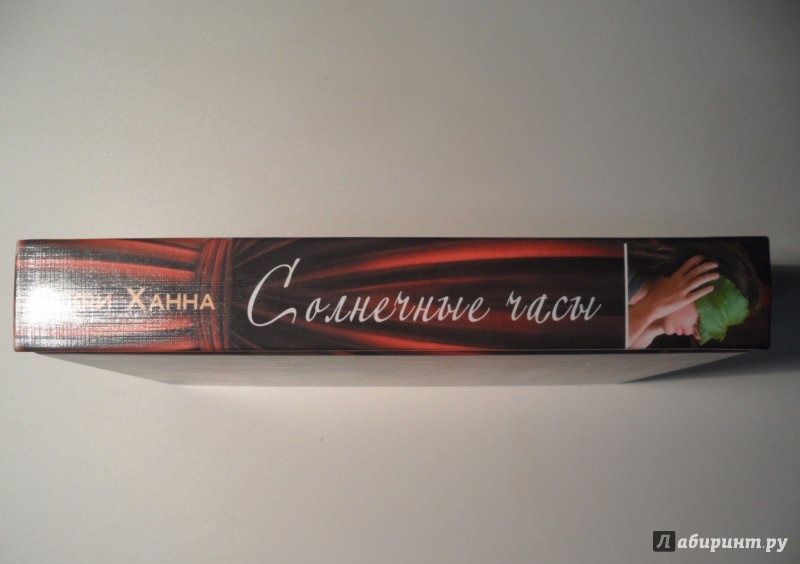 Ханна
Солнечные часы
Лабиринт.ру